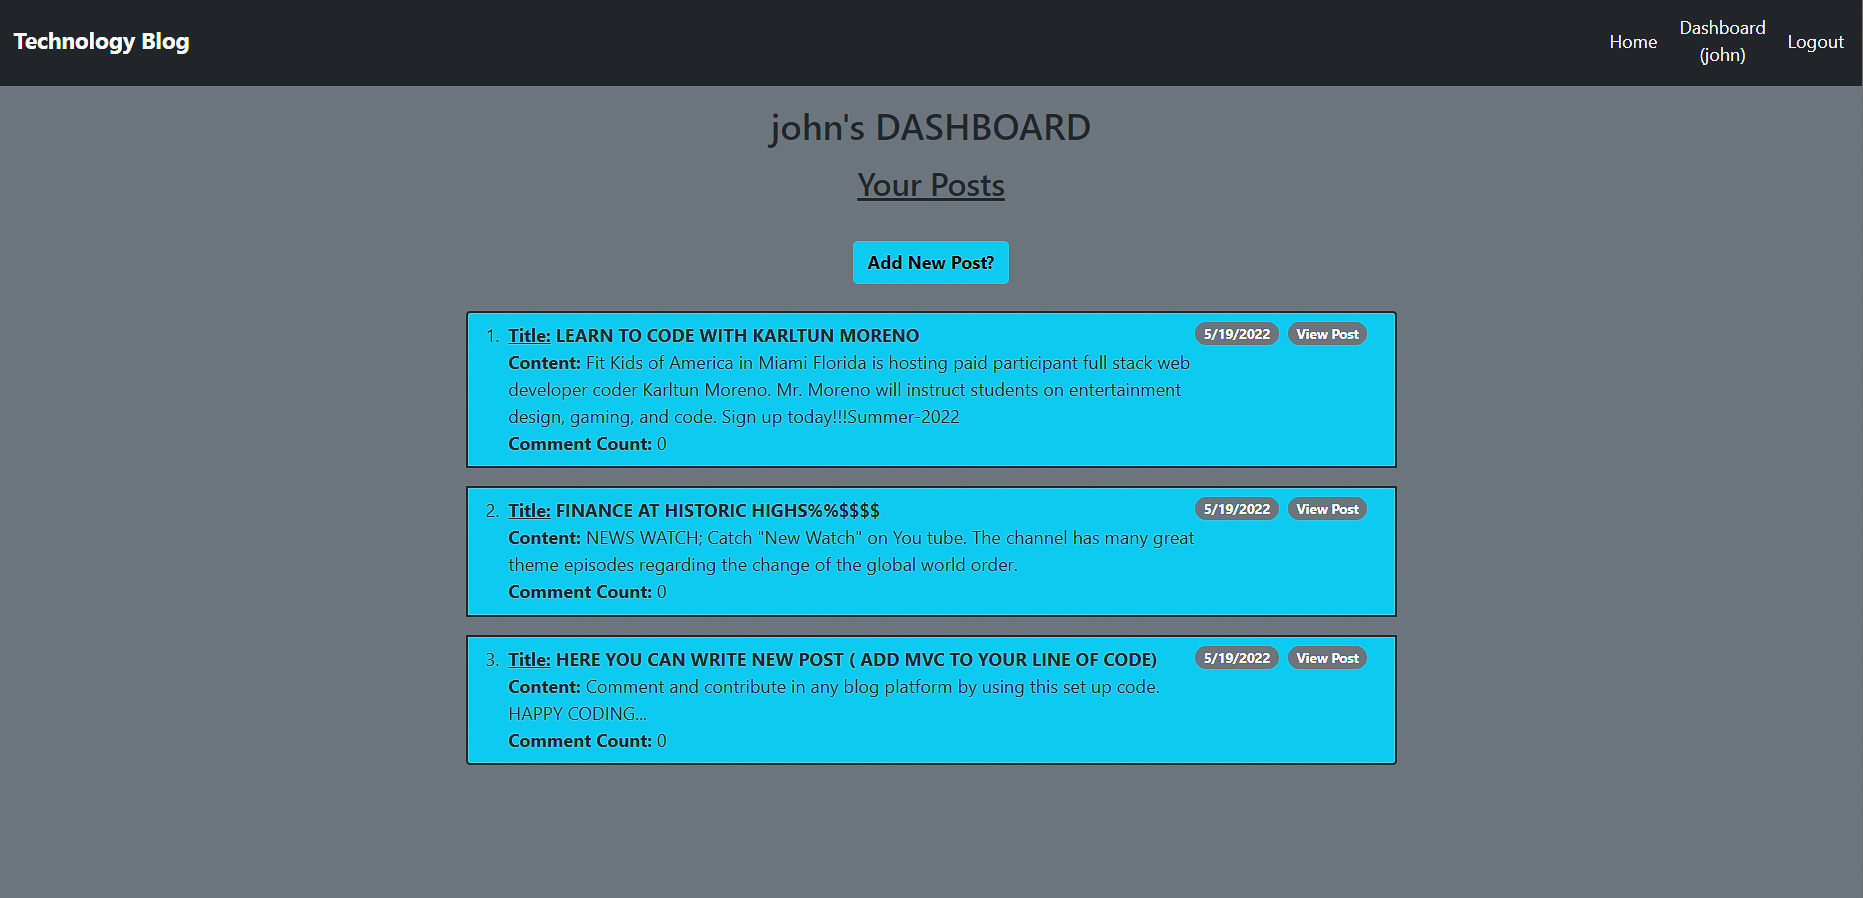 Technology Blog
Home
Dashboard
(john)
Logout
john's DASHBOARD
Your Posts
Add New Post?
1. Title: LEARN TO CODE WITH KARLTUN MORENO 5/19/2022 View Post
Content: Fit Kids of America in Miami Florida is hosting paid participant full stack web
developer coder Karltun Moreno. Mr. Moreno will instruct students on entertainment
design, gaming, and code. Sign up today!!!Summer-2022
Comment Count: 0
2. Title: FINANCE AT HISTORIC HIGHS%%$$$$ 5/19/2022 View Post
Content: NEWS WATCH; Catch "New Watch" on You tube. The channel has many great
theme episodes regarding the change of the global world order.
Comment Count: 0
3. Title: HERE YOU CAN WRITE NEW POST ( ADD MVC TO YOUR LINE OF CODE) 5/19/2022 View Post
Content: Comment and contribute in any blog platform by using this set up code.
HAPPY CODING...
Comment Count: 0